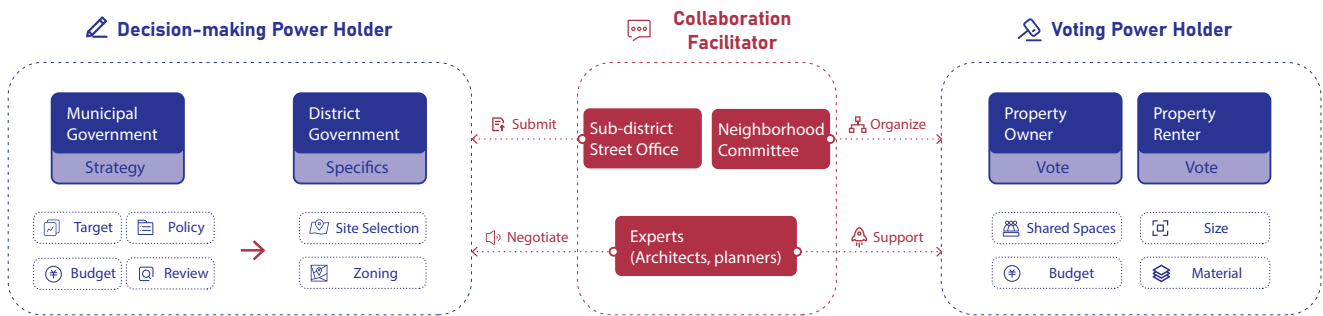 Decision-making Power Holder
Municipal
Government
Strategy
District
Government
Specifics
Target
Policy
Budget
Review
Site Selection
Zoning
Submit
Negotiate
Collaboration
Facilitator
Sub-district
Street Office
Neighborhood
Committee
Experts
(Architects, planners)
Organize
Support
Voting Power Holder
Property
Owner
Vote
Property
Renter
Vote
Shared Spaces
Size
¥ Budget
Material